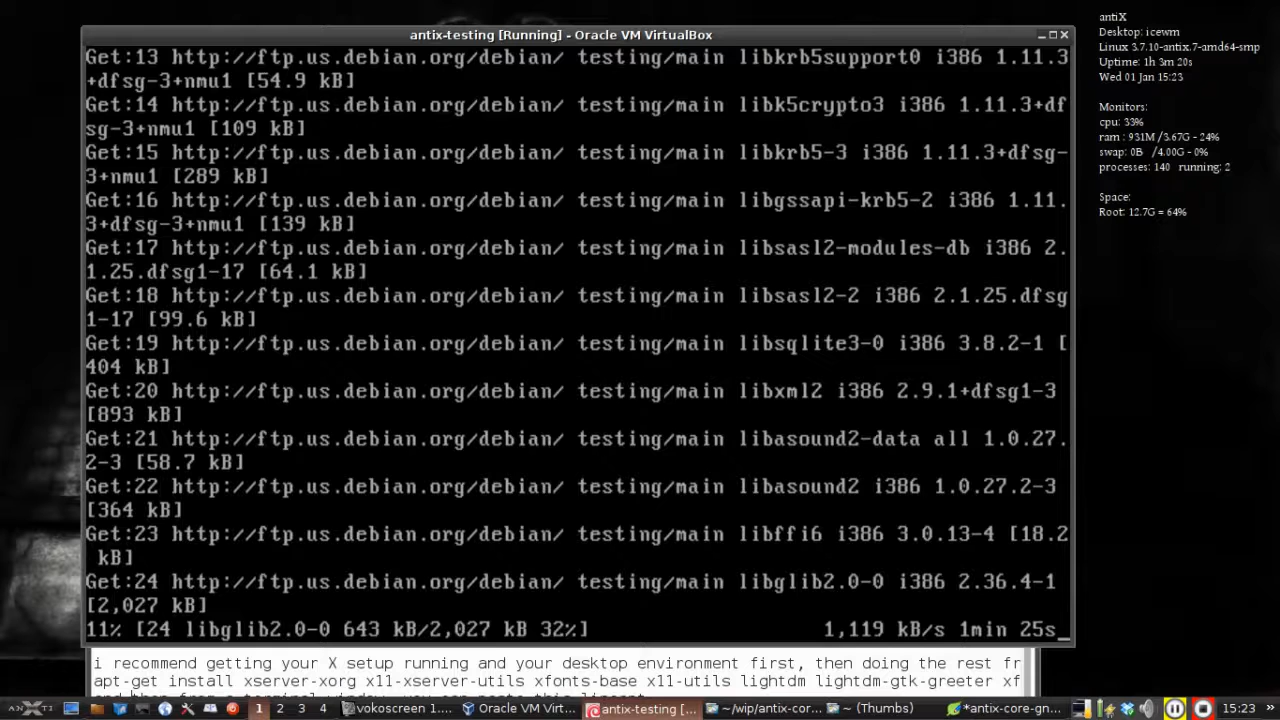 antix-testing [Running] - Oracle VM VirtualBox
Get:13 http://ftp.us.debian.org/debian/ testing/main libkrb5support0 i386 1.11.3
+dfsg-3+nmu1 [54.9 kB]
Get:14 http://ftp.us.debian.org/debian/ testing/main libk5crypto3 i386 1.11.3+df
sg-3+nmu1 [109 kB]
Get:15 http://ftp.us.debian.org/debian/ testing/main libkrb5-3 i386 1.11.3+dfsg-
3+nmu1 [289 kB]
Get:16 http://ftp.us.debian.org/debian/ testing/main libgssapi-krb5-2 i386 1.11.
3+dfsg-3+nmu1 [139 kB]
Get:17 http://ftp.us.debian.org/debian/ testing/main libsasl2-modules-db i386 2.
1.25.dfsg1-17 [64.1 kB]
Get:18 http://ftp.us.debian.org/debian/ testing/main libsasl2-2 i386 2.1.25.dfsg
1-17 [99.6 kB]
Get:19 http://ftp.us.debian.org/debian/ testing/main libsqlite3-0 i386 3.8.2-1 [
404 kB]
Get:20 http://ftp.us.debian.org/debian/ testing/main libxml2 i386 2.9.1+dfsg1-3
[893 kB]
Get:21 http://ftp.us.debian.org/debian/ testing/main libasound2-data all 1.0.27.
2-3 [58.7 kB]
Get:22 http://ftp.us.debian.org/debian/ testing/main libasound2 i386 1.0.27.2-3
[364 kB]
Get:23 http://ftp.us.debian.org/debian/ testing/main libffi6 i386 3.0.13-4 [18.2
 kB]
Get:24 http://ftp.us.debian.org/debian/ testing/main libglib2.0-0 i386 2.36.4-1
[2,027 kB]
11% [24 libglib2.0-0 643 kB/2,027 kB 32%] 1,119 kB/s 1min 25s_
i recommend getting your X setup running and your desktop environment first, then doing the rest fr
apt-get install xserver-xorg x11-xserver-utils xfonts-base x11-utils lightdm lightdm-gtk-greeter xf
antiX
Desktop: icewm
Linux 3.7.10-antix.7-amd64-smp
Uptime: 1h 3m 20s
Wed 01 Jan 15:23
Monitors:
cpu: 33%
ram : 931M /3.67G - 24%
swap: 0B /4.00G - 0%
processes: 140 running: 2
Space:
Root: 12.7G = 64%
antiX 1 2 3 4 vokoscreen 1.... Oracle VM Virt... antix-testing [... ~/wip/antix-cor... ~ (Thumbs) *antix-core-gn... 15:23